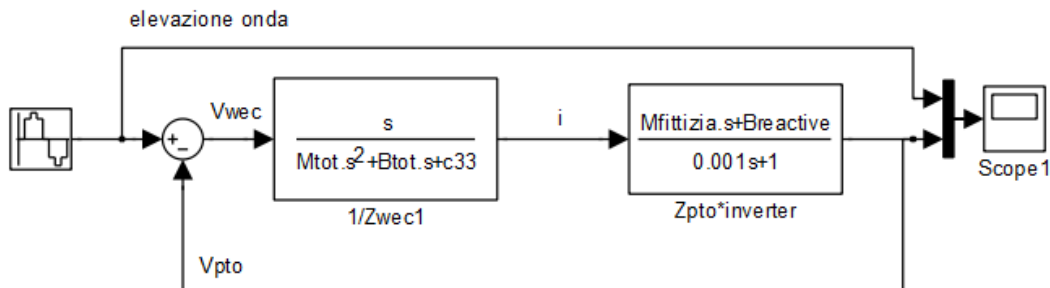 elevazione onda
Vwec
s
Mtot.s²+Btot.s+c33
1/Zwec1
i
Mfittizia.s+Breactive
0.001s+1
Zpto*inverter
Scope1
Vpto